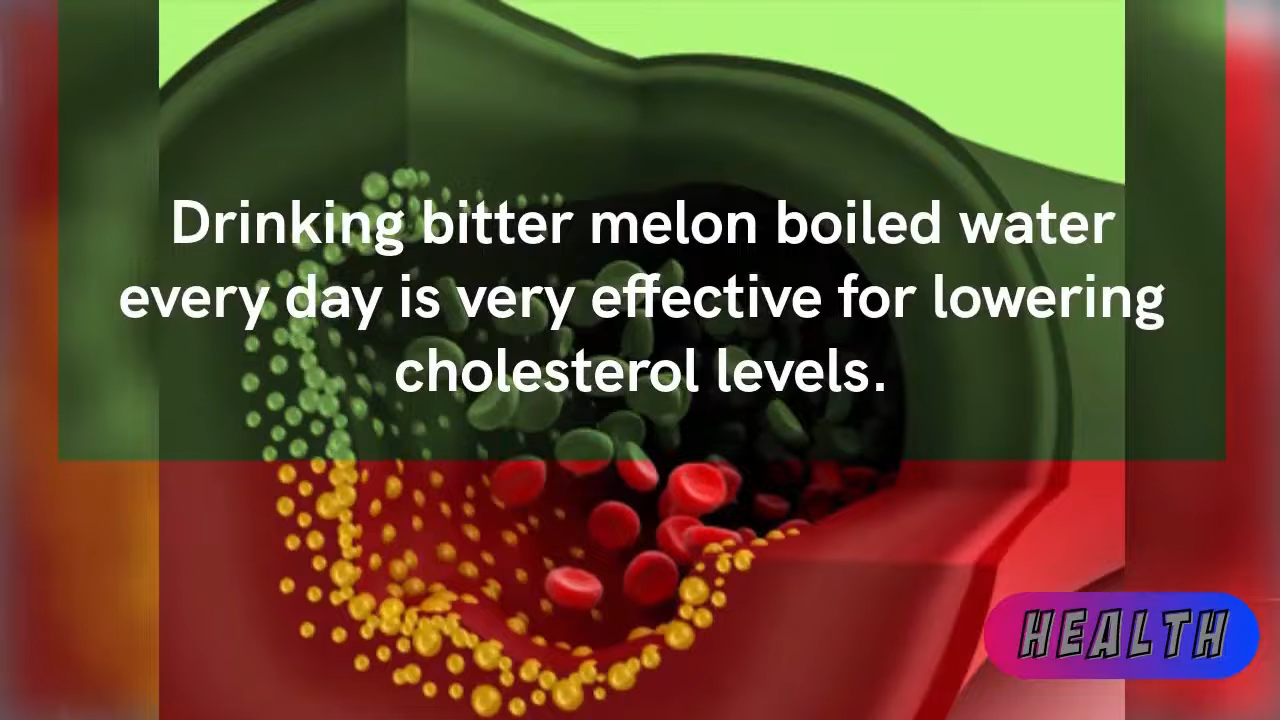 Drinking bitter melon boiled water
every day is very effective for lowering
cholesterol levels.
HEALTH